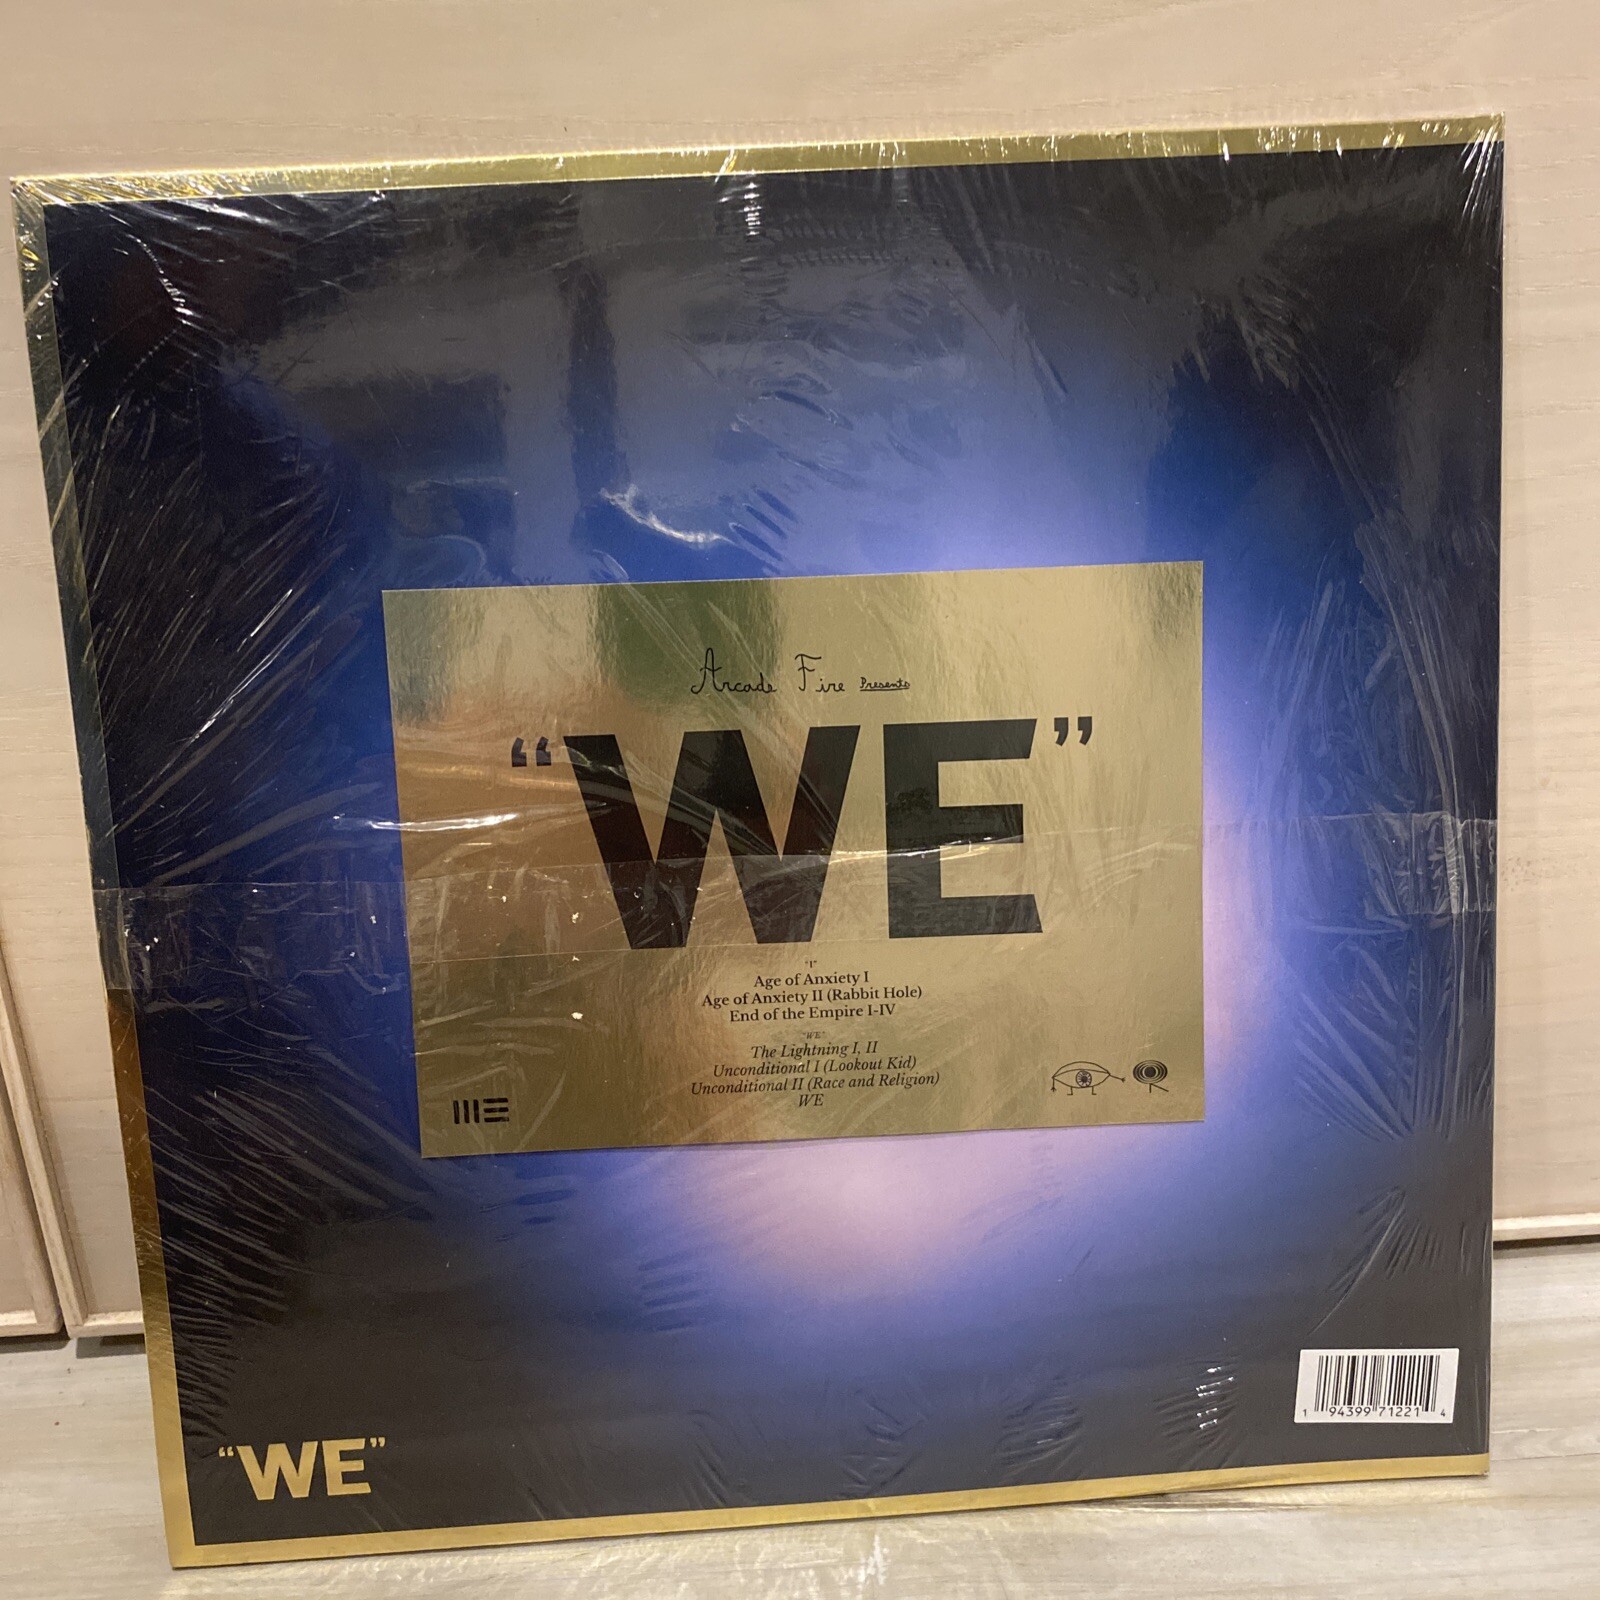 Arcade Fire Presents
“WE”
“I”
Age of Anxiety I
Age of Anxiety II (Rabbit Hole)
End of the Empire I-IV
“WE”
The Lightning I, II
Unconditional I (Lookout Kid)
Unconditional II (Race and Religion)
WE
“WE”
1 94399 71221 4